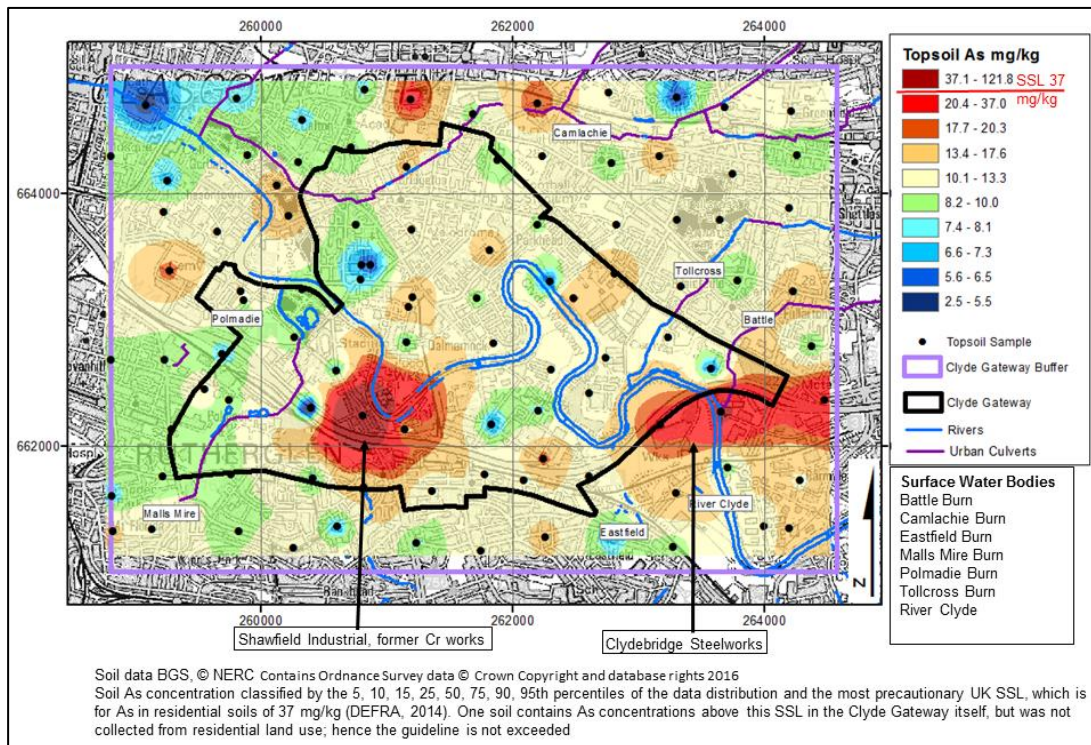 260000 262000 264000
664000
662000
260000 262000 264000
Camlachie
Tollcross
Battle
Polmadie
RUTHERGLEN
Malls Mire
River Clyde
Eastfield
Shawfield Industrial, former Cr works
Clydebridge Steelworks
N
Topsoil As mg/kg
37.1 - 121.8 SSL 37
mg/kg
20.4 - 37.0
17.7 - 20.3
13.4 - 17.6
10.1 - 13.3
8.2 - 10.0
7.4 - 8.1
6.6 - 7.3
5.6 - 6.5
2.5 - 5.5
Topsoil Sample
Clyde Gateway Buffer
Clyde Gateway
Rivers
Urban Culverts
Surface Water Bodies
Battle Burn
Camlachie Burn
Eastfield Burn
Malls Mire Burn
Polmadie Burn
Tollcross Burn
River Clyde
Soil data BGS, © NERC Contains Ordnance Survey data © Crown Copyright and database rights 2016
Soil As concentration classified by the 5, 10, 15, 25, 50, 75, 90, 95th percentiles of the data distribution and the most precautionary UK SSL, which is
for As in residential soils of 37 mg/kg (DEFRA, 2014). One soil contains As concentrations above this SSL in the Clyde Gateway itself, but was not
collected from residential land use; hence the guideline is not exceeded